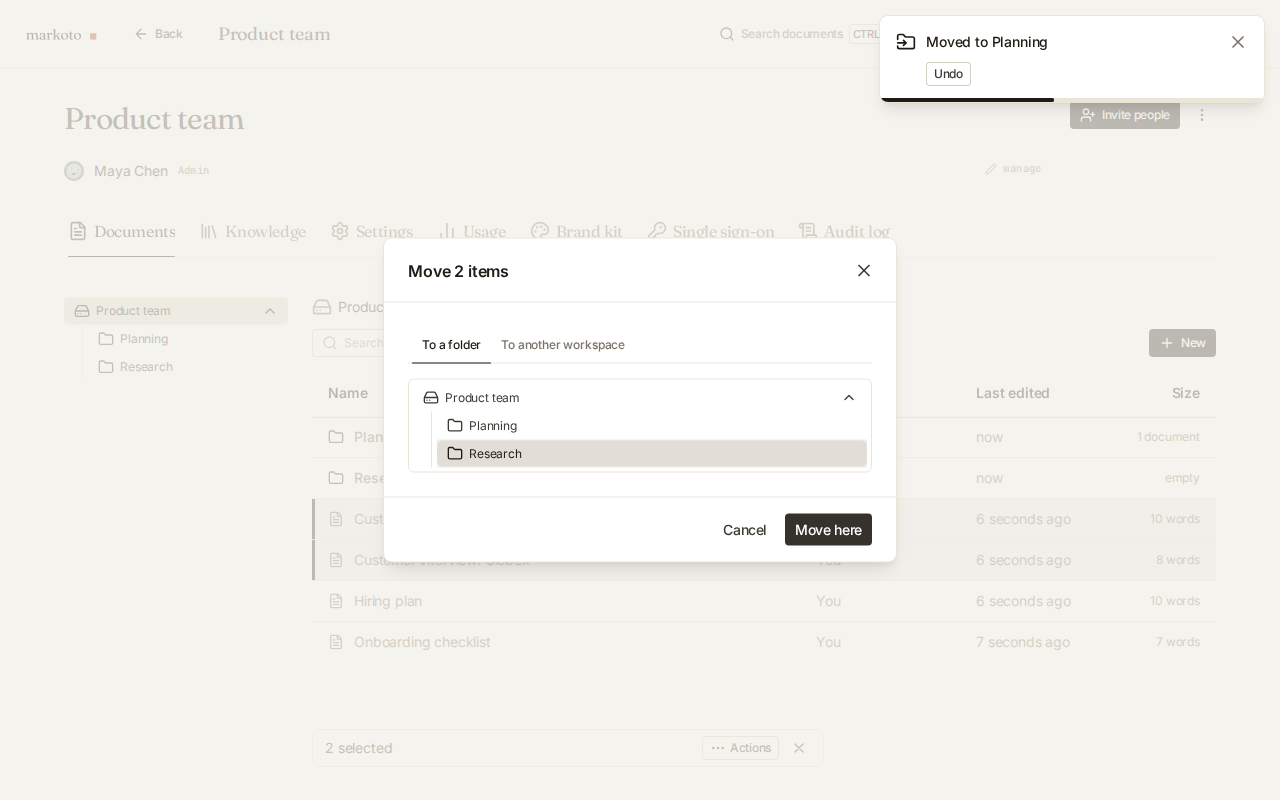 markoto
Back
Product team
Search documents
CTRL
Moved to Planning
Undo
Product team
Invite people
Maya Chen
Admin
manage
Documents
Knowledge
Settings
Usage
Brand kit
Single sign-on
Audit log
Product team
Planning
Research
Search
New
Name
Last edited
Size
now
1 document
now
empty
6 seconds ago
10 words
6 seconds ago
8 words
Hiring plan
You
6 seconds ago
10 words
Onboarding checklist
You
7 seconds ago
7 words
2 selected
Actions
Move 2 items
To a folder
To another workspace
Product team
Planning
Research
Cancel
Move here